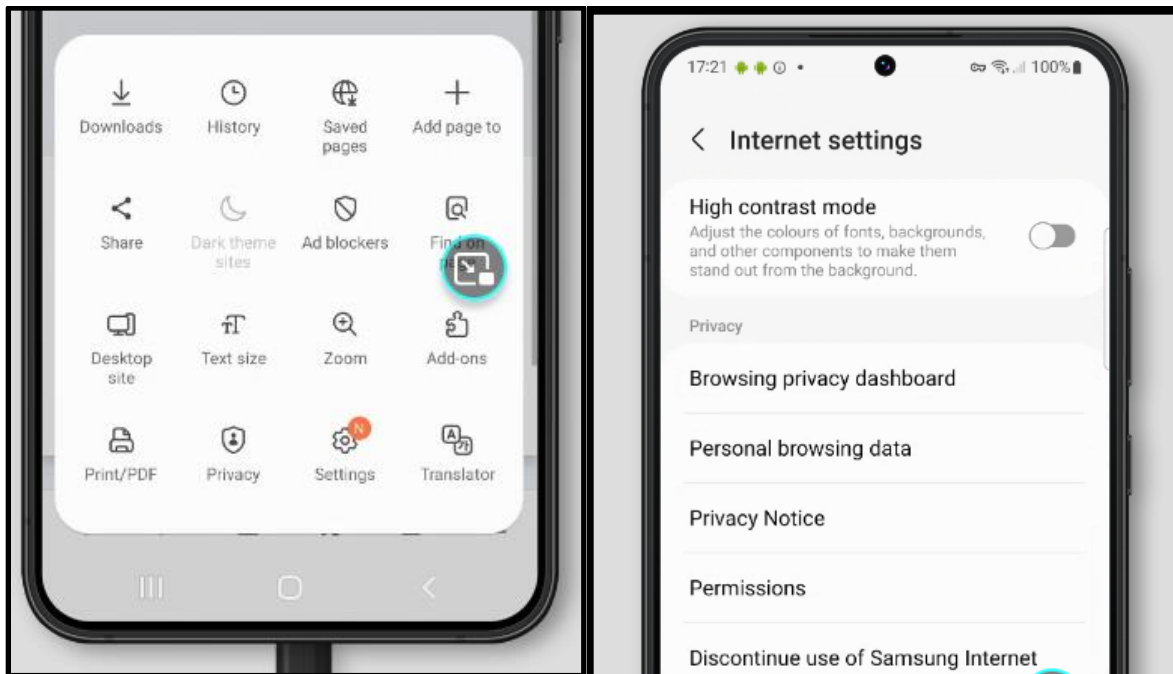 Downloads
History
Saved
pages
Add page to
Share
Dark theme
sites
Ad blockers
Find on
page
Desktop
site
Text size
Zoom
Add-ons
Print/PDF
Privacy
N
Settings
A
가
Translator
17:21
100%
Internet settings
High contrast mode
Adjust the colours of fonts, backgrounds,
and other components to make them
stand out from the background.
Privacy
Browsing privacy dashboard
Personal browsing data
Privacy Notice
Permissions
Discontinue use of Samsung Internet